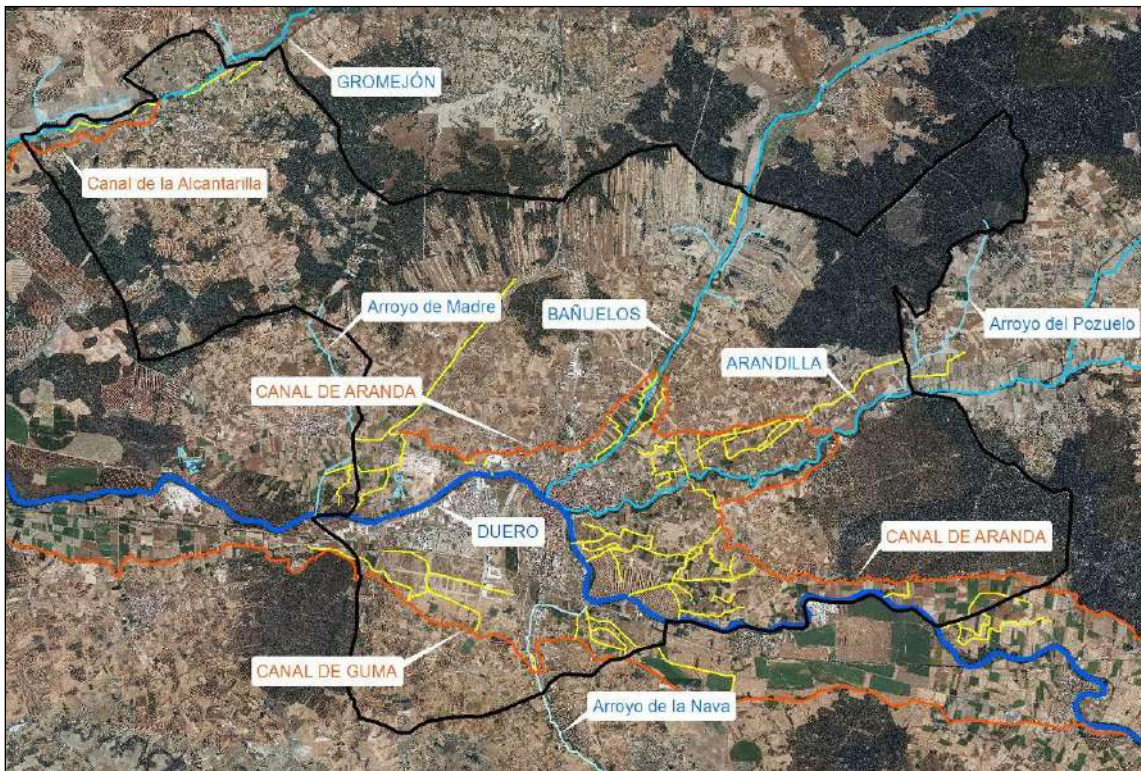 GROMEJÓN
Canal de la Alcantarilla
Arroyo de Madre
BAÑUELOS
Arroyo del Pozuelo
ARANDILLA
CANAL DE ARANDA
DUERO
CANAL DE ARANDA
CANAL DE GUMA
Arroyo de la Nava